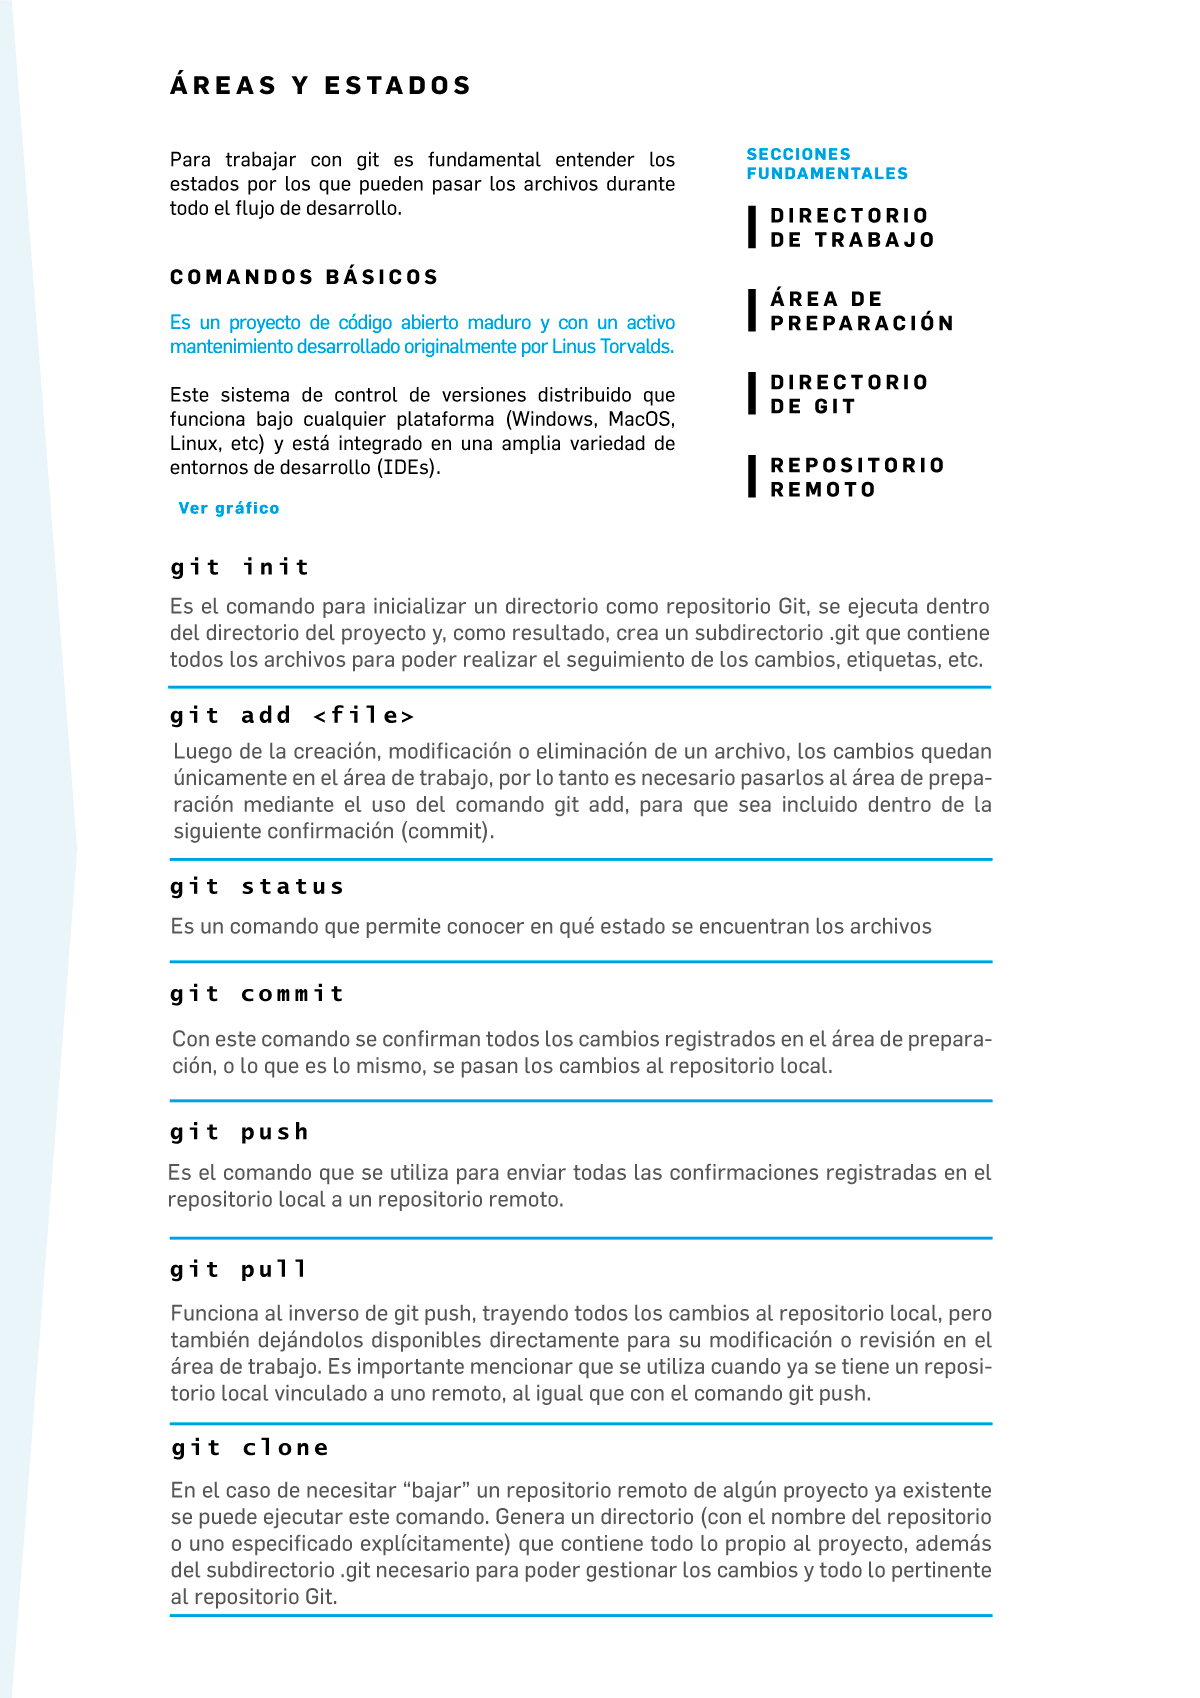 ÁREAS Y ESTADOS
Para trabajar con git es fundamental entender los
estados por los que pueden pasar los archivos durante
todo el flujo de desarrollo.
COMANDOS BÁSICOS
Es un proyecto de código abierto maduro y con un activo
mantenimiento desarrollado originalmente por Linus Torvalds.
Este sistema de control de versiones distribuido que
funciona bajo cualquier plataforma (Windows, MacOS,
Linux, etc) y está integrado en una amplia variedad de
entornos de desarrollo (IDEs).
Ver gráfico
SECCIONES
FUNDAMENTALES
DIRECTORIO
DE TRABAJO
ÁREA DE
PREPARACIÓN
DIRECTORIO
DE GIT
REPOSITORIO
REMOTO
git init
Es el comando para inicializar un directorio como repositorio Git, se ejecuta dentro
del directorio del proyecto y, como resultado, crea un subdirectorio .git que contiene
todos los archivos para poder realizar el seguimiento de los cambios, etiquetas, etc.
git add <file>
Luego de la creación, modificación o eliminación de un archivo, los cambios quedan
únicamente en el área de trabajo, por lo tanto es necesario pasarlos al área de prepa-
ración mediante el uso del comando git add, para que sea incluido dentro de la
siguiente confirmación (commit).
git status
Es un comando que permite conocer en qué estado se encuentran los archivos
git commit
Con este comando se confirman todos los cambios registrados en el área de prepara-
ción, o lo que es lo mismo, se pasan los cambios al repositorio local.
git push
Es el comando que se utiliza para enviar todas las confirmaciones registradas en el
repositorio local a un repositorio remoto.
git pull
Funciona al inverso de git push, trayendo todos los cambios al repositorio local, pero
también dejándolos disponibles directamente para su modificación o revisión en el
área de trabajo. Es importante mencionar que se utiliza cuando ya se tiene un reposi-
torio local vinculado a uno remoto, al igual que con el comando git push.
git clone
En el caso de necesitar “bajar” un repositorio remoto de algún proyecto ya existente
se puede ejecutar este comando. Genera un directorio (con el nombre del repositorio
o uno especificado explícitamente) que contiene todo lo propio al proyecto, además
del subdirectorio .git necesario para poder gestionar los cambios y todo lo pertinente
al repositorio Git.